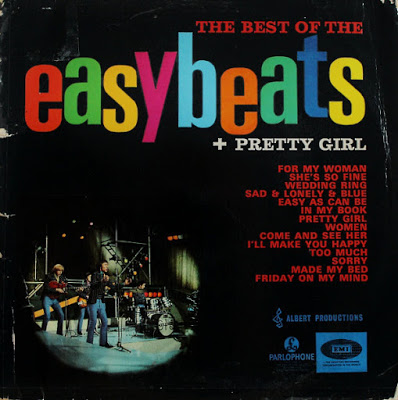 THE BEST OF THE
easybeats
+ PRETTY GIRL
FOR MY WOMAN
SHE'S SO FINE
WEDDING RING
SAD & LONELY & BLUE
EASY AS CAN BE
IN MY BOOK
PRETTY GIRL
WOMEN
COME AND SEE HER
I'LL MAKE YOU HAPPY
TOO MUCH
SORRY
MADE MY BED
FRIDAY ON MY MIND
ALBERT PRODUCTIONS
PARLOPHONE
EMI